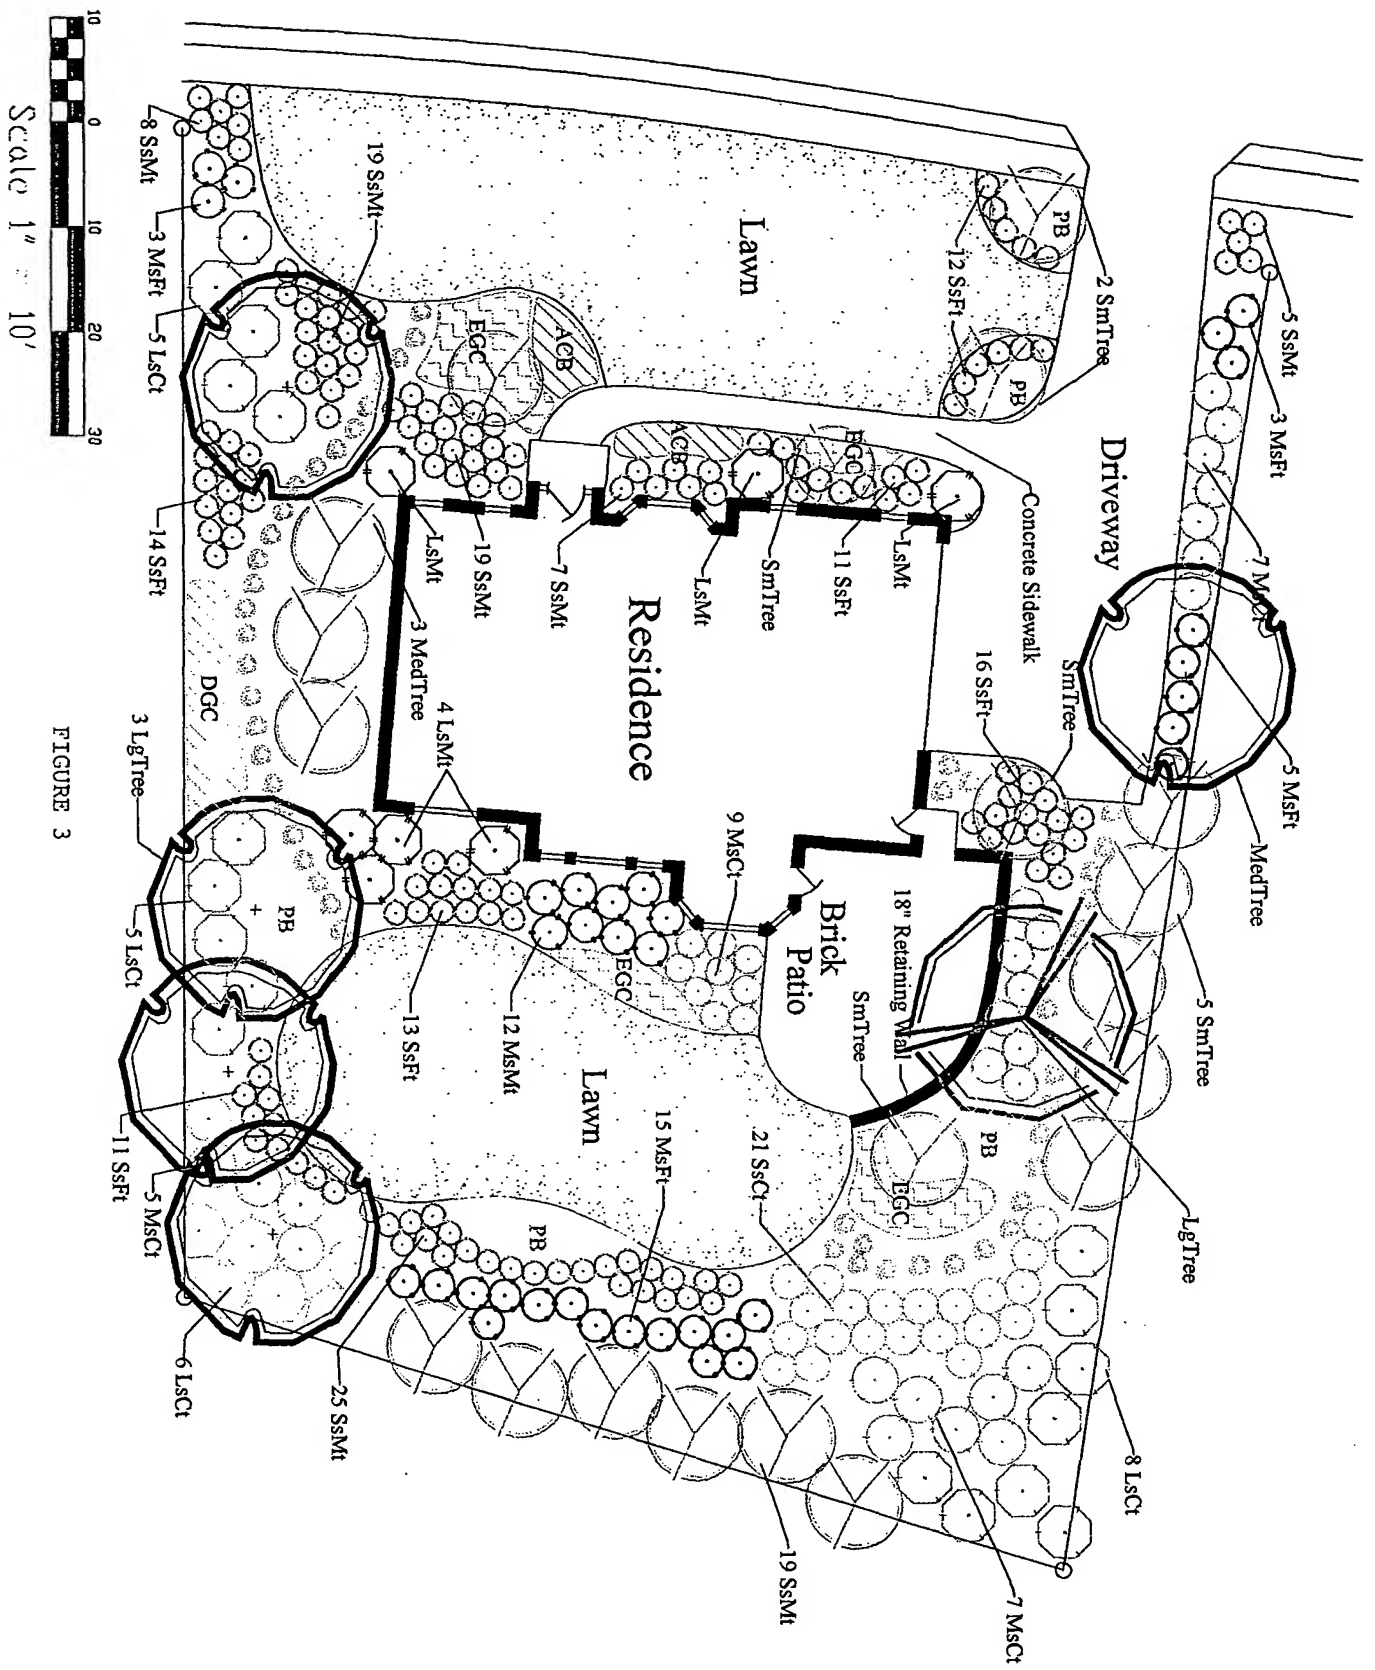 10
0
10
20
30
Scale 1" = 10'
FIGURE 3
8 SsMt
3 MsFt
5 LsCt
14 SsFt
3 LgTree
5 LsCt
11 SsFt
5 MsCt
6 LsCt
19 SsMt
DGC
PB
25 SsMt
EGC
ACB
LsMt
19 SsMt
7 SsMt
3 MedTree
4 LsMt
13 SsFt
12 MsMt
PB
Lawn
Residence
EGC
Lawn
15 MsFt
ACB
EGC
LsMt
SmTree
11 SsFt
LsMt
9 MsCt
Brick
Patio
18" Retaining Wall
SmTree
21 SsCt
EGC
PB
19 SsMt
12 SsFt
PB
PB
2 SmTree
Driveway
Concrete Sidewalk
16 SsFt
SmTree
5 SsMt
3 MsFt
7 MsCt
5 MsFt
MedTree
5 SmTree
LgTree
8 LsCt
7 MsCt